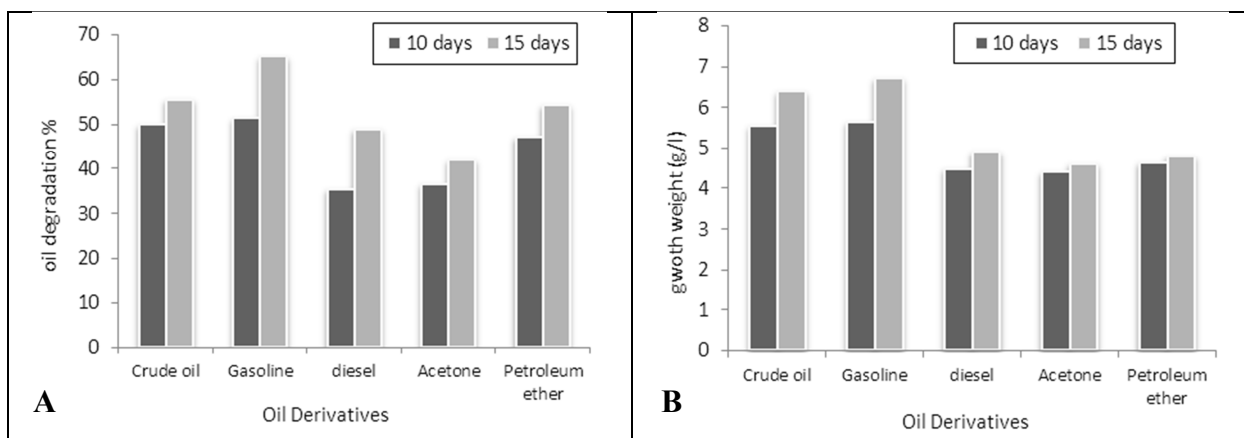 70
60
50
40
30
20
10
0
oil degradation %
10 days 15 days
Crude oil Gasoline diesel Acetone Petroleum
ether
Oil Derivatives
A
8
7
6
5
4
3
2
1
0
gwoth weight (g/l)
10 days 15 days
Crude oil Gasoline diesel Acetone Petroleum
ether
Oil Derivatives
B